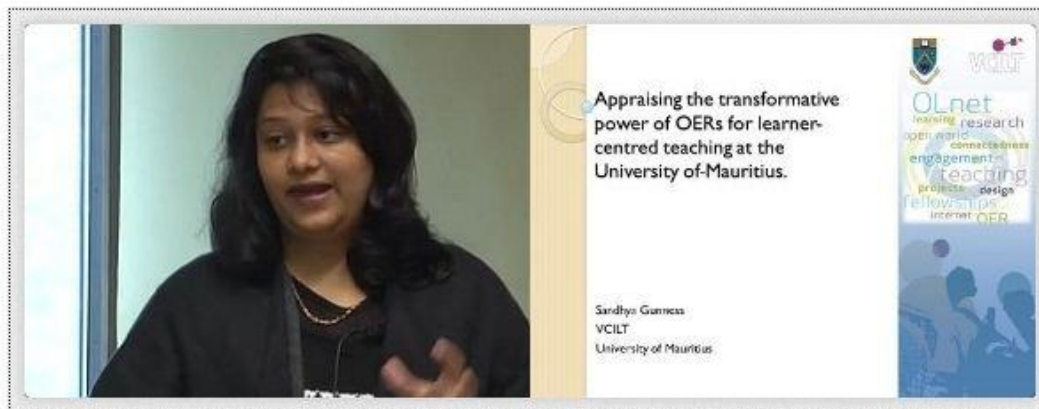 Appraising the transformative
power of OERs for learner-
centred teaching at the
University of-Mauritius.
Sandhya Gunness
VCILT
University of Mauritius
VCILT
OLnet
learning research
open world
connectedness
engagement
teaching
projects design
fellowships
internet OER